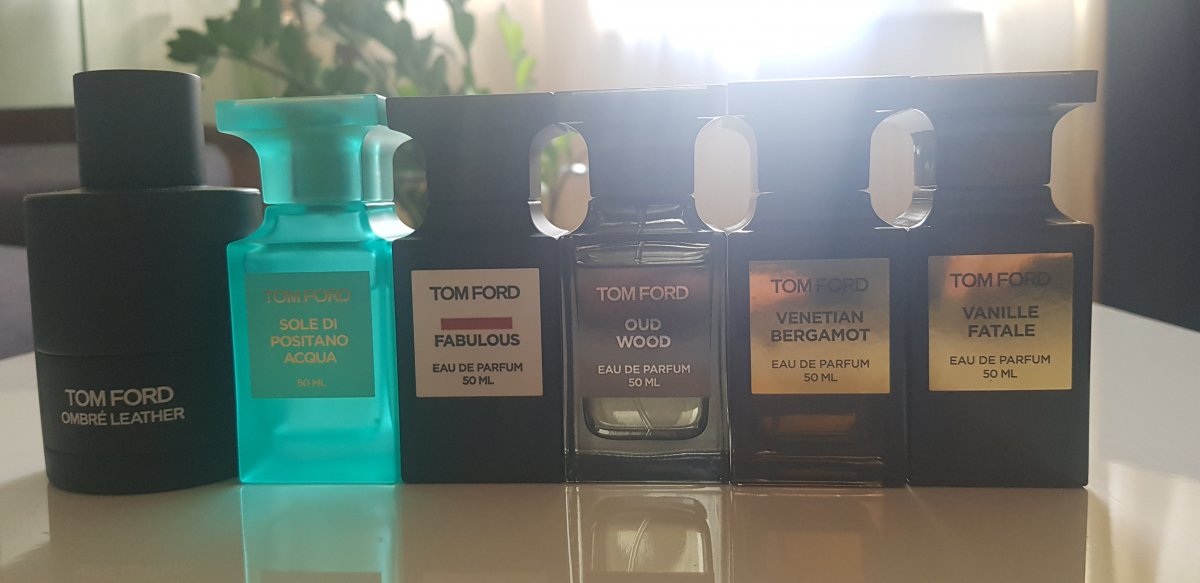 TOM FORD
OMBRÉ LEATHER
TOM FORD
SOLE DI
POSITANO
ACQUA
50 ML
TOM FORD
FABULOUS
EAU DE PARFUM
50 ML
TOM FORD
OUD
WOOD
EAU DE PARFUM
50 ML
TOM FORD
VENETIAN
BERGAMOT
EAU DE PARFUM
50 ML
TOM FORD
VANILLE
FATALE
EAU DE PARFUM
50 ML